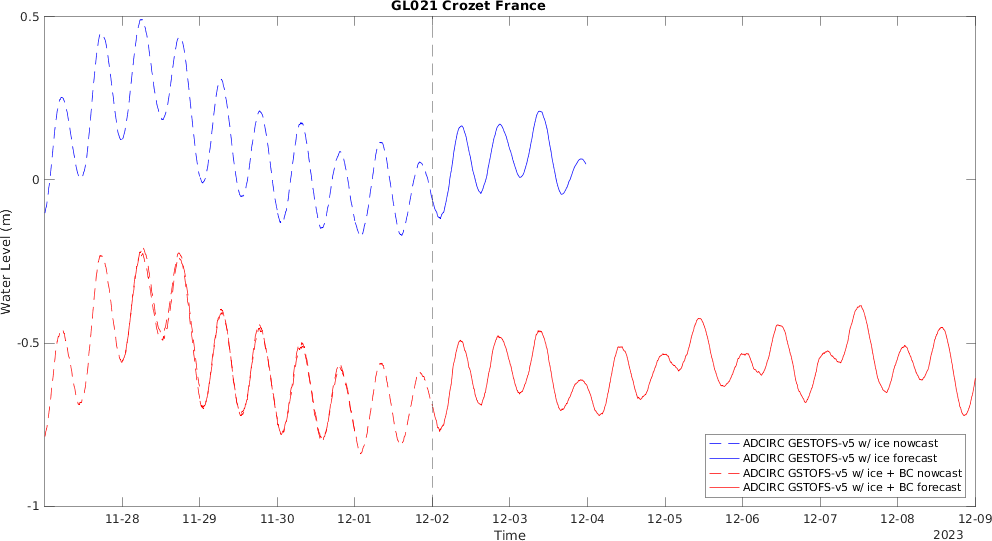 GL021 Crozet France
0.5
0
-0.5
-1
Water Level (m)
ADCIRC GESTOFS-v5 w/ ice nowcast
ADCIRC GESTOFS-v5 w/ ice forecast
ADCIRC GSTOFS-v5 w/ ice + BC nowcast
ADCIRC GSTOFS-v5 w/ ice + BC forecast
11-28 11-29 11-30 12-01 12-02 12-03 12-04 12-05 12-06 12-07 12-08 12-09
Time
2023